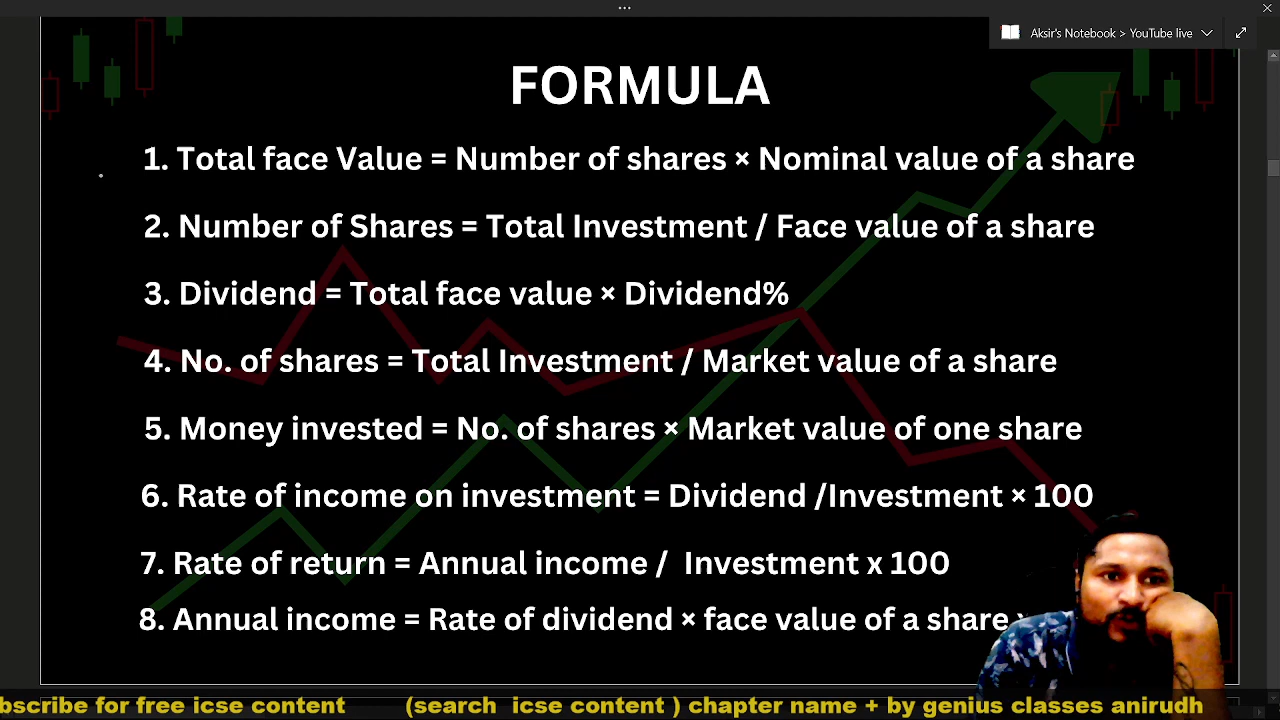 Aksir's Notebook > YouTube live
FORMULA
1. Total face Value = Number of shares × Nominal value of a share
2. Number of Shares = Total Investment / Face value of a share
3. Dividend = Total face value × Dividend%
4. No. of shares = Total Investment / Market value of a share
5. Money invested = No. of shares × Market value of one share
6. Rate of income on investment = Dividend /Investment × 100
7. Rate of return = Annual income / Investment x 100
8. Annual income = Rate of dividend × face value of a share
bscribe for free icse content (search icse content ) chapter name + by genius classes anirudh